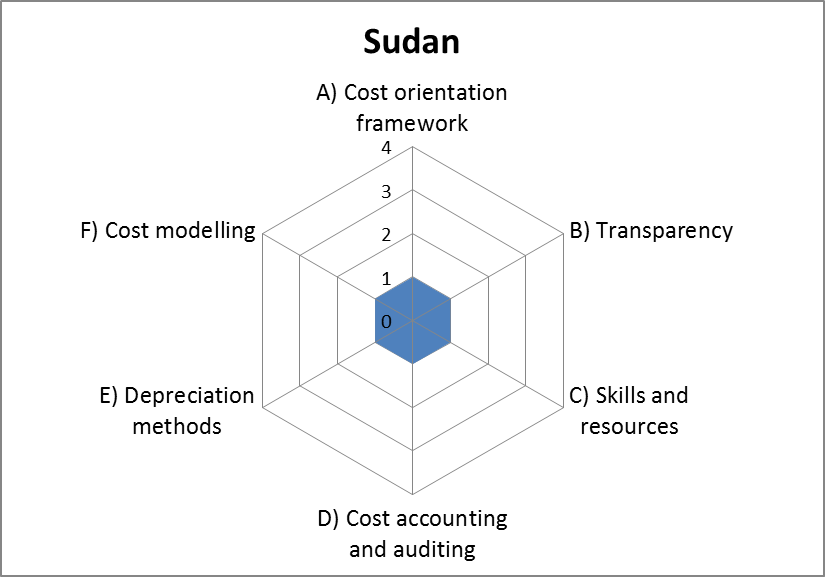 Sudan
A) Cost orientation
framework
4
3
2
1
0
F) Cost modelling
B) Transparency
E) Depreciation
methods
C) Skills and
resources
D) Cost accounting
and auditing